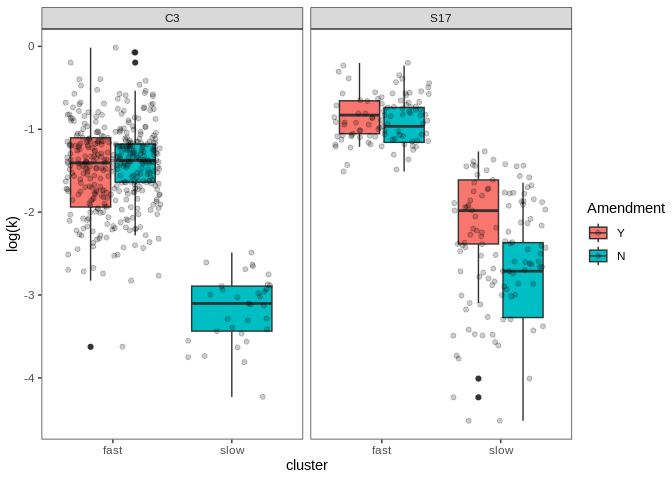 C3
S17
log(k)
0
-1
-2
-3
-4
fast
slow
fast
slow
cluster
Amendment
Y
N